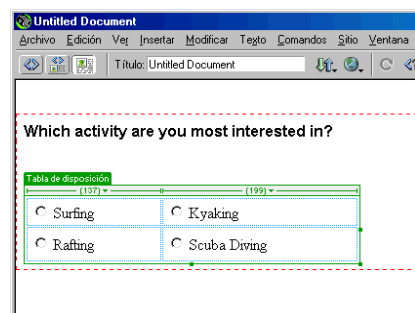 Untitled Document
Archivo Edición Ver Insertar Modificar Texto Comandos Sitio Ventana
Título: Untitled Document
Which activity are you most interested in?
Tabla de disposición
(137) (199)
Surfing Kyaking
Rafting Scuba Diving